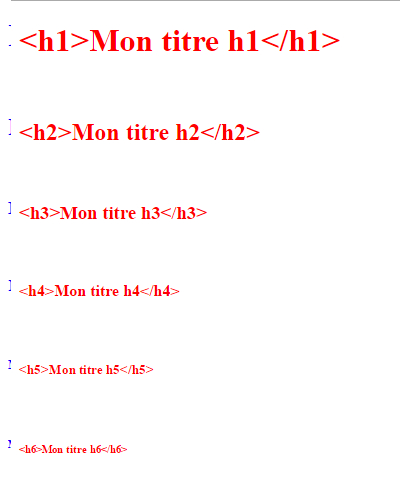 <h1>Mon titre h1</h1>
<h2>Mon titre h2</h2>
<h3>Mon titre h3</h3>
<h4>Mon titre h4</h4>
<h5>Mon titre h5</h5>
<h6>Mon titre h6</h6>